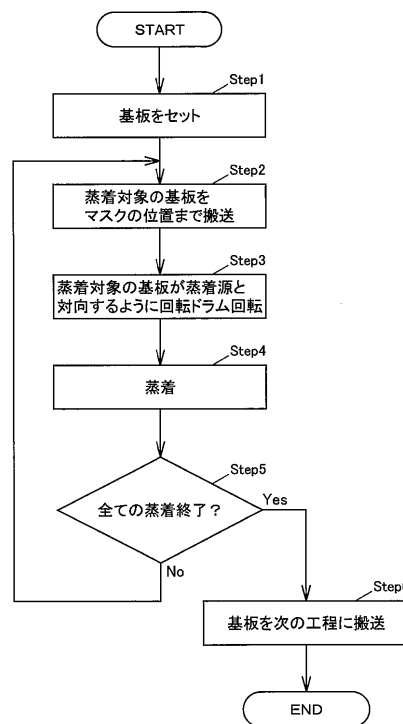 START
Step1
基板をセット
Step2
蒸着対象の基板を
マスクの位置まで搬送
Step3
蒸着対象の基板が蒸着源と
対向するように回転ドラム回転
Step4
蒸着
Step5
全ての蒸着終了?
Yes
No
基板を次の工程に搬送
END